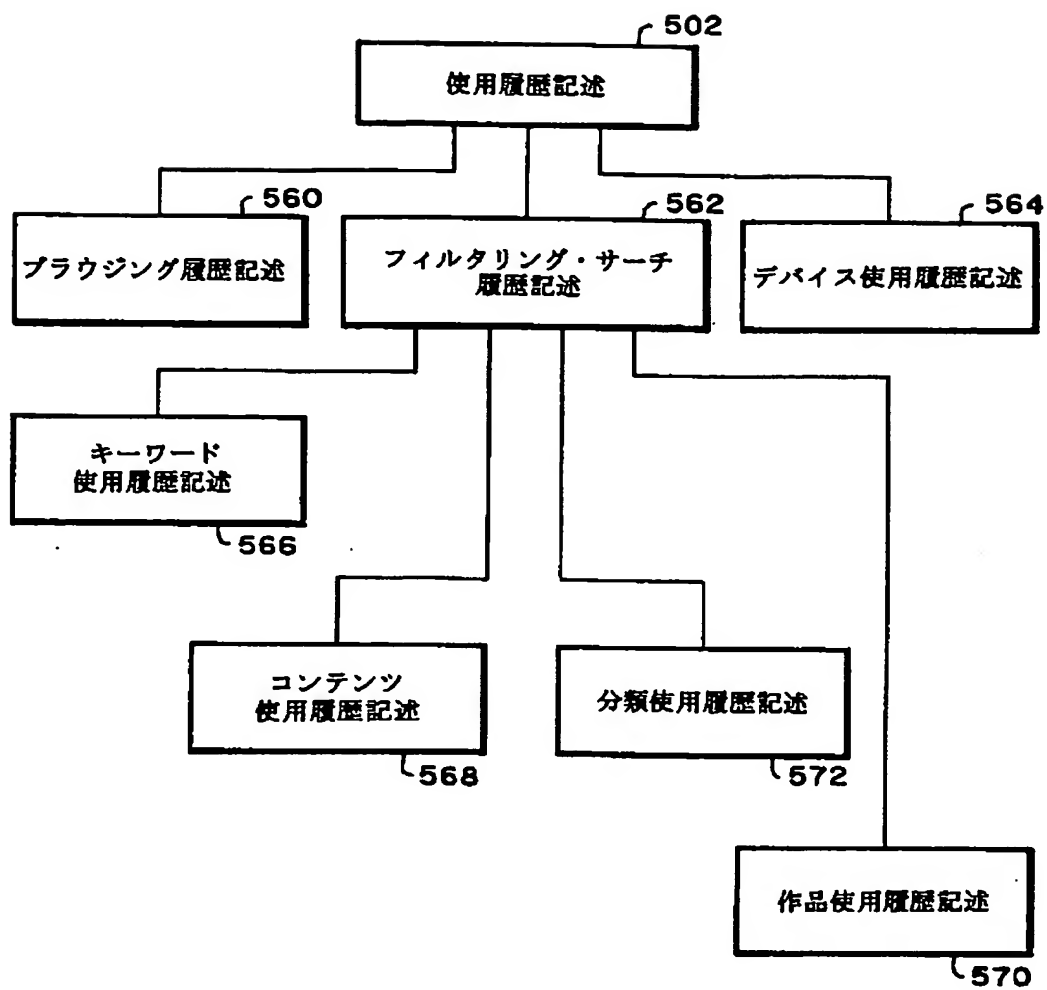 502
使用履歴記述
560
ブラウジング履歴記述
562
フィルタリング・サーチ
履歴記述
564
デバイス使用履歴記述
キーワード
使用履歴記述
566
コンテンツ
使用履歴記述
568
分類使用履歴記述
572
作品使用履歴記述
570